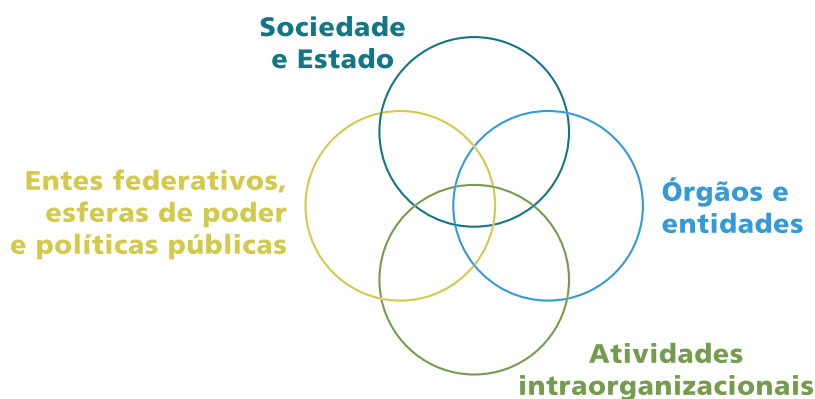 Sociedade
e Estado
Entes federativos,
esferas de poder
e políticas públicas
Órgãos e
entidades
Atividades
intraorganizacionais